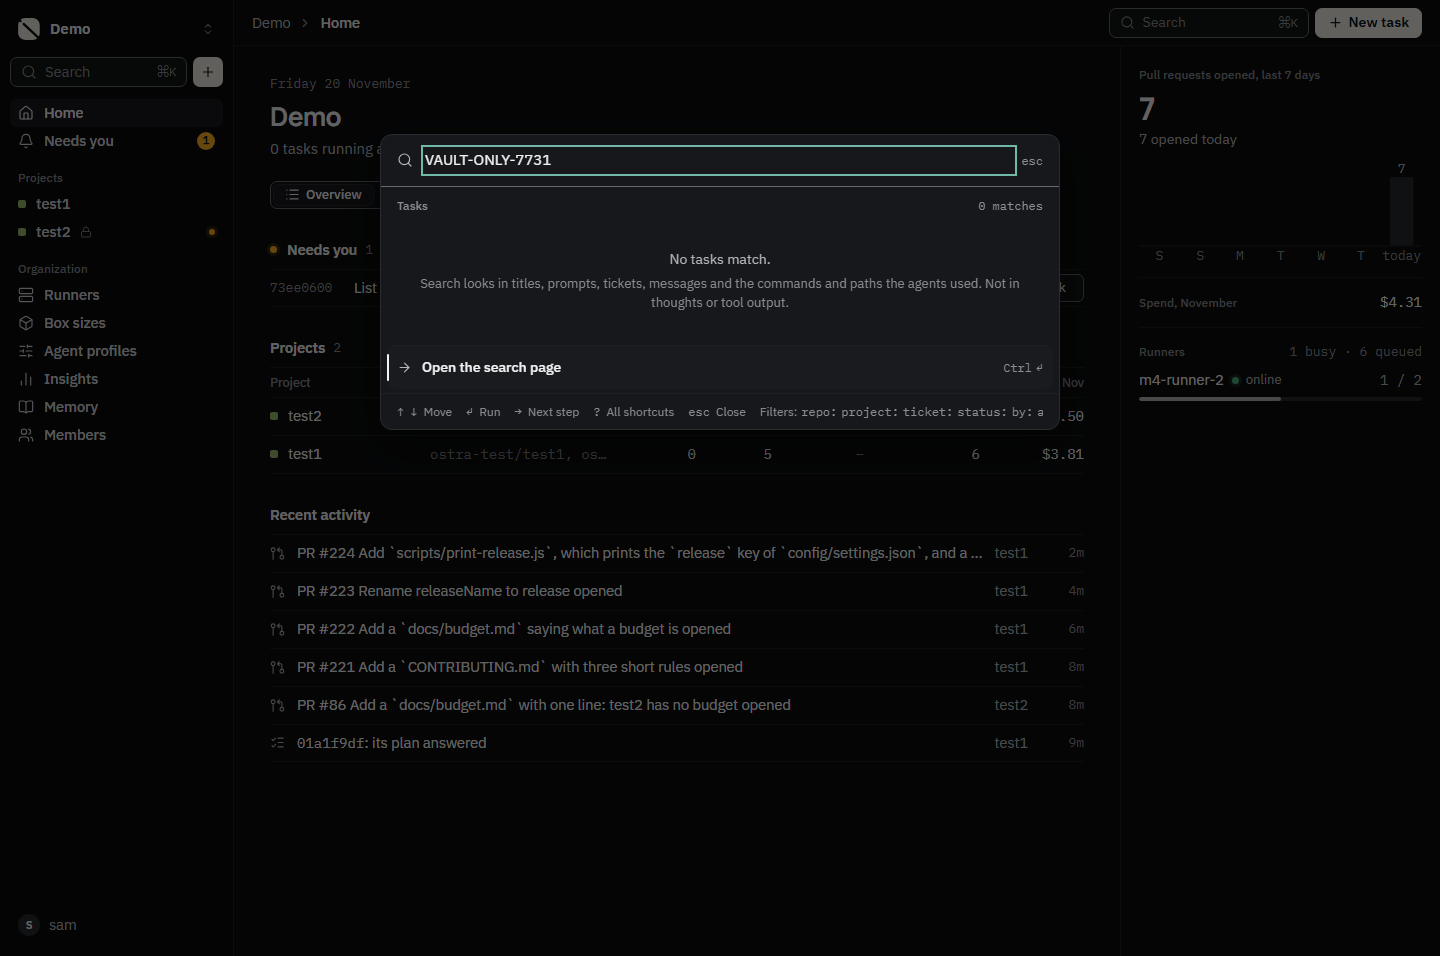 Demo
Search ⌘K
+
Home
Needs you 1
Projects
test1
test2
Organization
Runners
Box sizes
Agent profiles
Insights
Memory
Members
S sam
Demo > Home
Search ⌘K
+ New task
Friday 20 November
Demo
0 tasks running
Overview
Needs you 1
73ee0600 List
Projects 2
Project Nov
test2 .50
test1 ostra-test/test1, os… 0 5 – 6 $3.81
Recent activity
PR #224 Add `scripts/print-release.js`, which prints the `release` key of `config/settings.json`, and a ... test1 2m
PR #223 Rename releaseName to release opened test1 4m
PR #222 Add a `docs/budget.md` saying what a budget is opened test1 6m
PR #221 Add a `CONTRIBUTING.md` with three short rules opened test1 8m
PR #86 Add a `docs/budget.md` with one line: test2 has no budget opened test2 8m
01a1f9df: its plan answered test1 9m
VAULT-ONLY-7731 esc
Tasks 0 matches
No tasks match.
Search looks in titles, prompts, tickets, messages and the commands and paths the agents used. Not in
thoughts or tool output.
→ Open the search page Ctrl ↵
↑ ↓ Move ↵ Run → Next step ? All shortcuts esc Close Filters: repo: project: ticket: status: by: a
Pull requests opened, last 7 days
7
7 opened today
7
S S M T W T today
Spend, November $4.31
Runners 1 busy · 6 queued
m4-runner-2 online 1 / 2